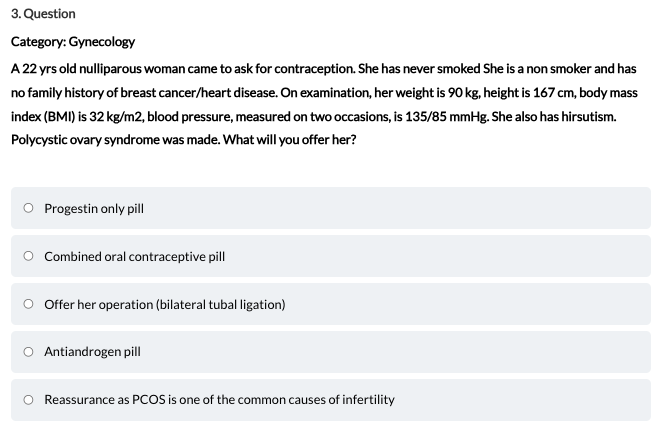 3. Question
Category: Gynecology
A 22 yrs old nulliparous woman came to ask for contraception. She has never smoked She is a non smoker and has
no family history of breast cancer/heart disease. On examination, her weight is 90 kg, height is 167 cm, body mass
index (BMI) is 32 kg/m2, blood pressure, measured on two occasions, is 135/85 mmHg. She also has hirsutism.
Polycystic ovary syndrome was made. What will you offer her?
Progestin only pill
Combined oral contraceptive pill
Offer her operation (bilateral tubal ligation)
Antiandrogen pill
Reassurance as PCOS is one of the common causes of infertility